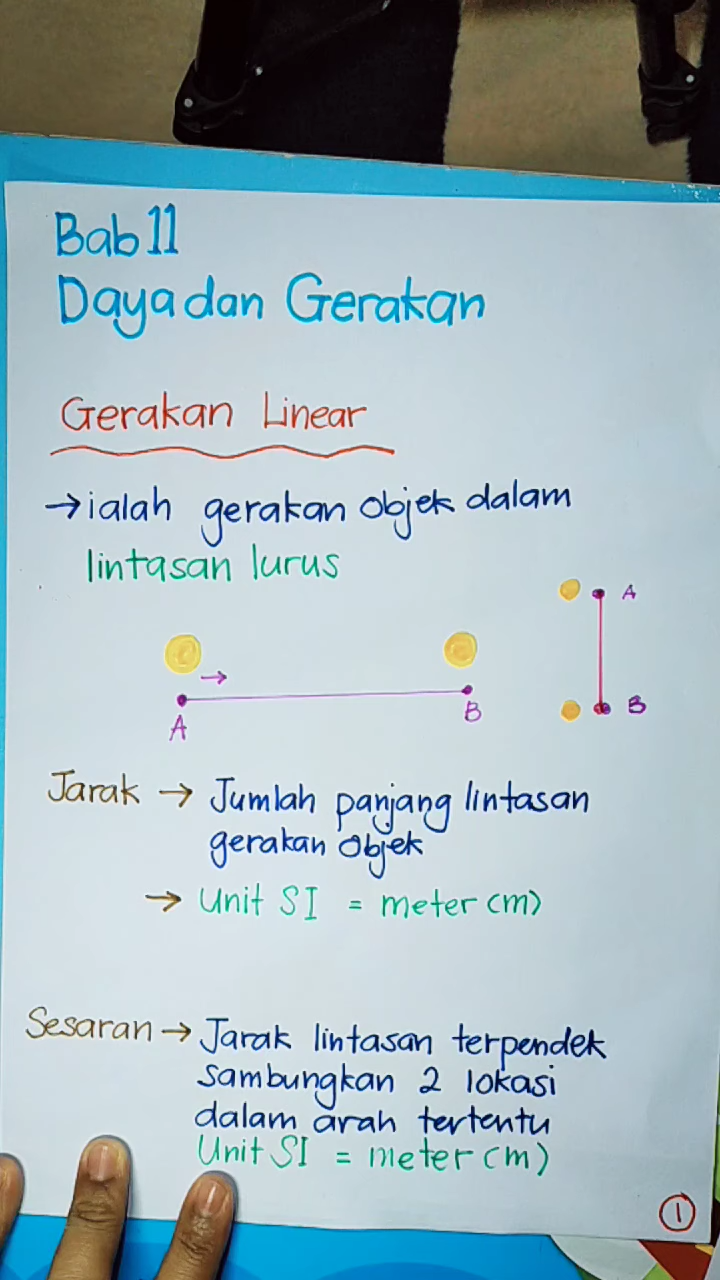 Bab 11
Daya dan Gerakan
Gerakan Linear
→ ialah gerakan objek dalam
lintasan lurus
A
B
→
A
B
Jarak → Jumlah panjang lintasan
gerakan objek
→ Unit SI = meter (m)
Sesaran → Jarak lintasan terpendek
sambungkan 2 lokasi
dalam arah tertentu
Unit SI = meter (m)
1